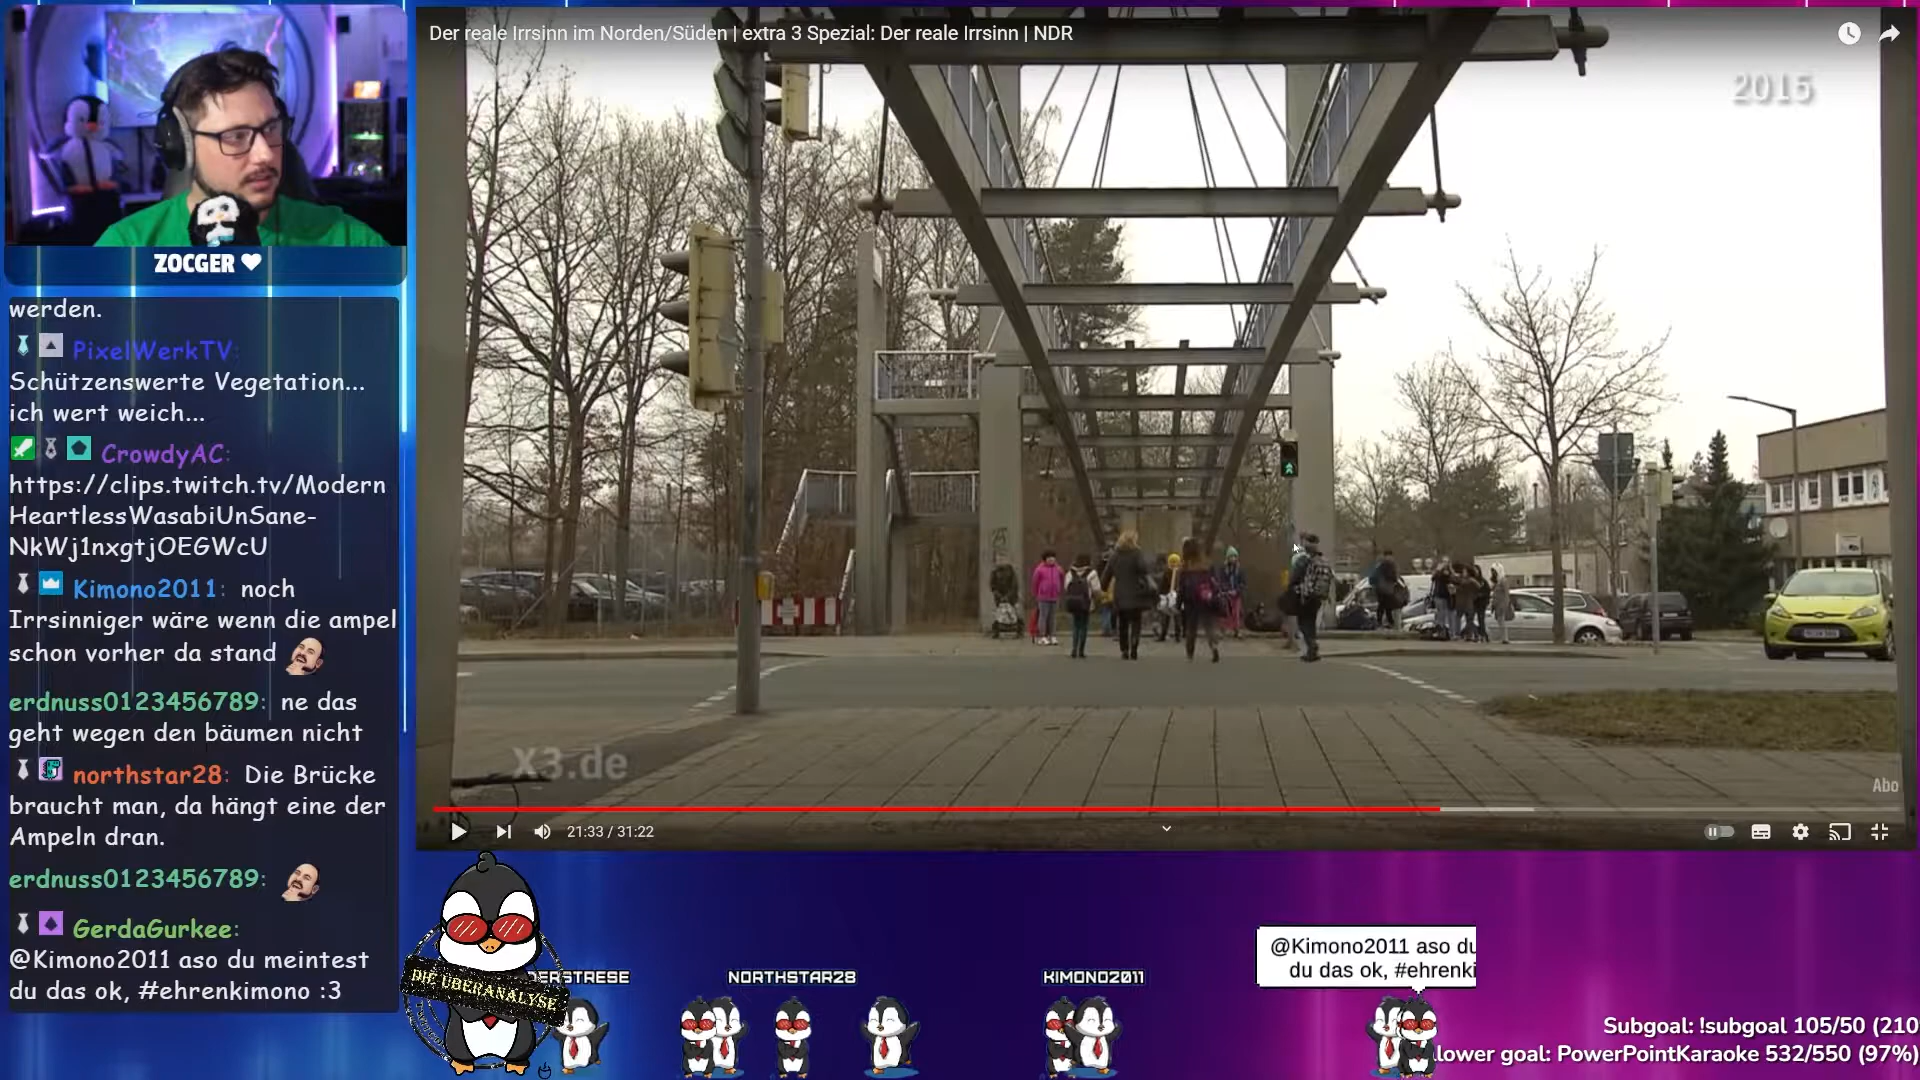 Der reale Irrsinn im Norden/Süden | extra 3 Spezial: Der reale Irrsinn | NDR
2015
ZOCGER
werden.
PixelWerkTV:
Schützenswerte Vegetation...
ich wert weich...
CrowdyAC:
https://clips.twitch.tv/Modern
HeartlessWasabiUnSane-
NkWj1nxgtjOEGWcU
Kimono2011: noch
Irrsinniger wäre wenn die ampel
schon vorher da stand
erdnuss0123456789: ne das
geht wegen den bäumen nicht
northstar28: Die Brücke
braucht man, da hängt eine der
Ampeln dran.
erdnuss0123456789:
GerdaGurkee:
@Kimono2011 aso du meintest
du das ok, #ehrenkimono :3
X3.de
Abo
21:33 / 31:22
DIE ÜBERANALYSE
DERSTRESE
NORTHSTAR28
KIMONO2011
@Kimono2011 aso du
du das ok, #ehrenki
Subgoal: !subgoal 105/50 (210
lower goal: PowerPointKaraoke 532/550 (97%)